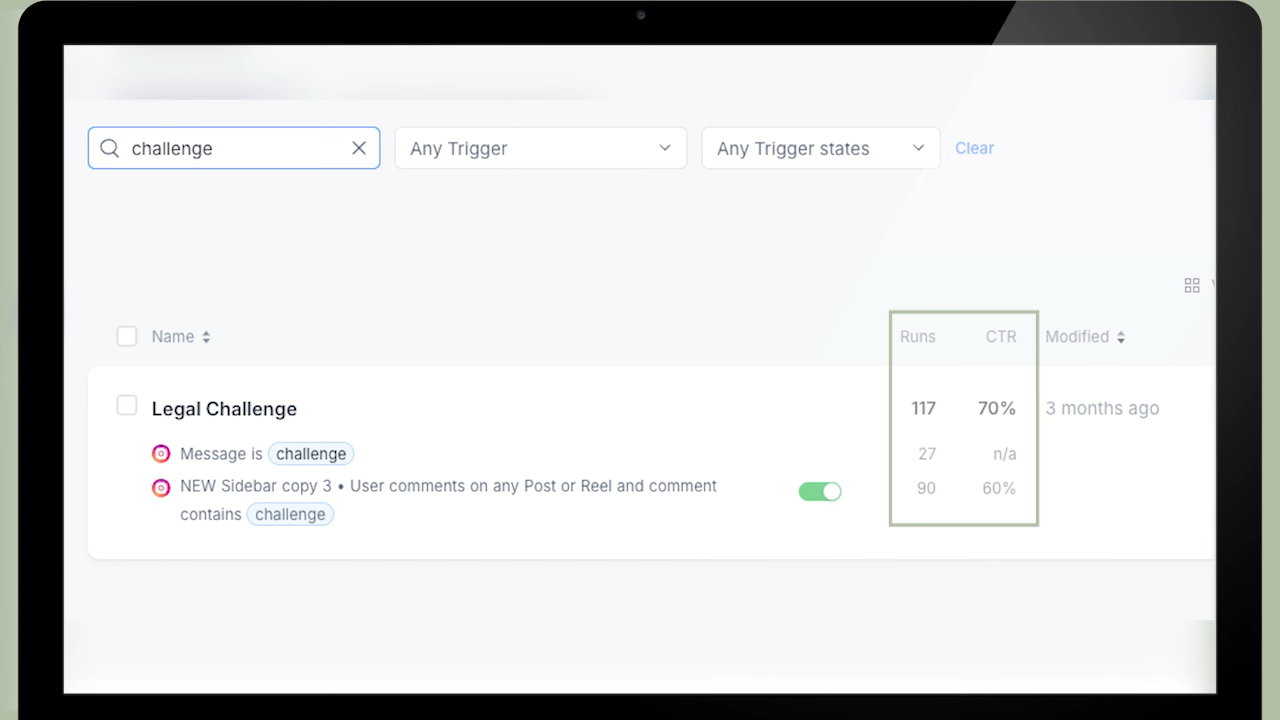 challenge
Any Trigger
Any Trigger states
Clear
Name
Runs
CTR
Modified
Legal Challenge
117
70%
3 months ago
Message is challenge
27
n/a
NEW Sidebar copy 3 • User comments on any Post or Reel and comment
contains challenge
90
60%